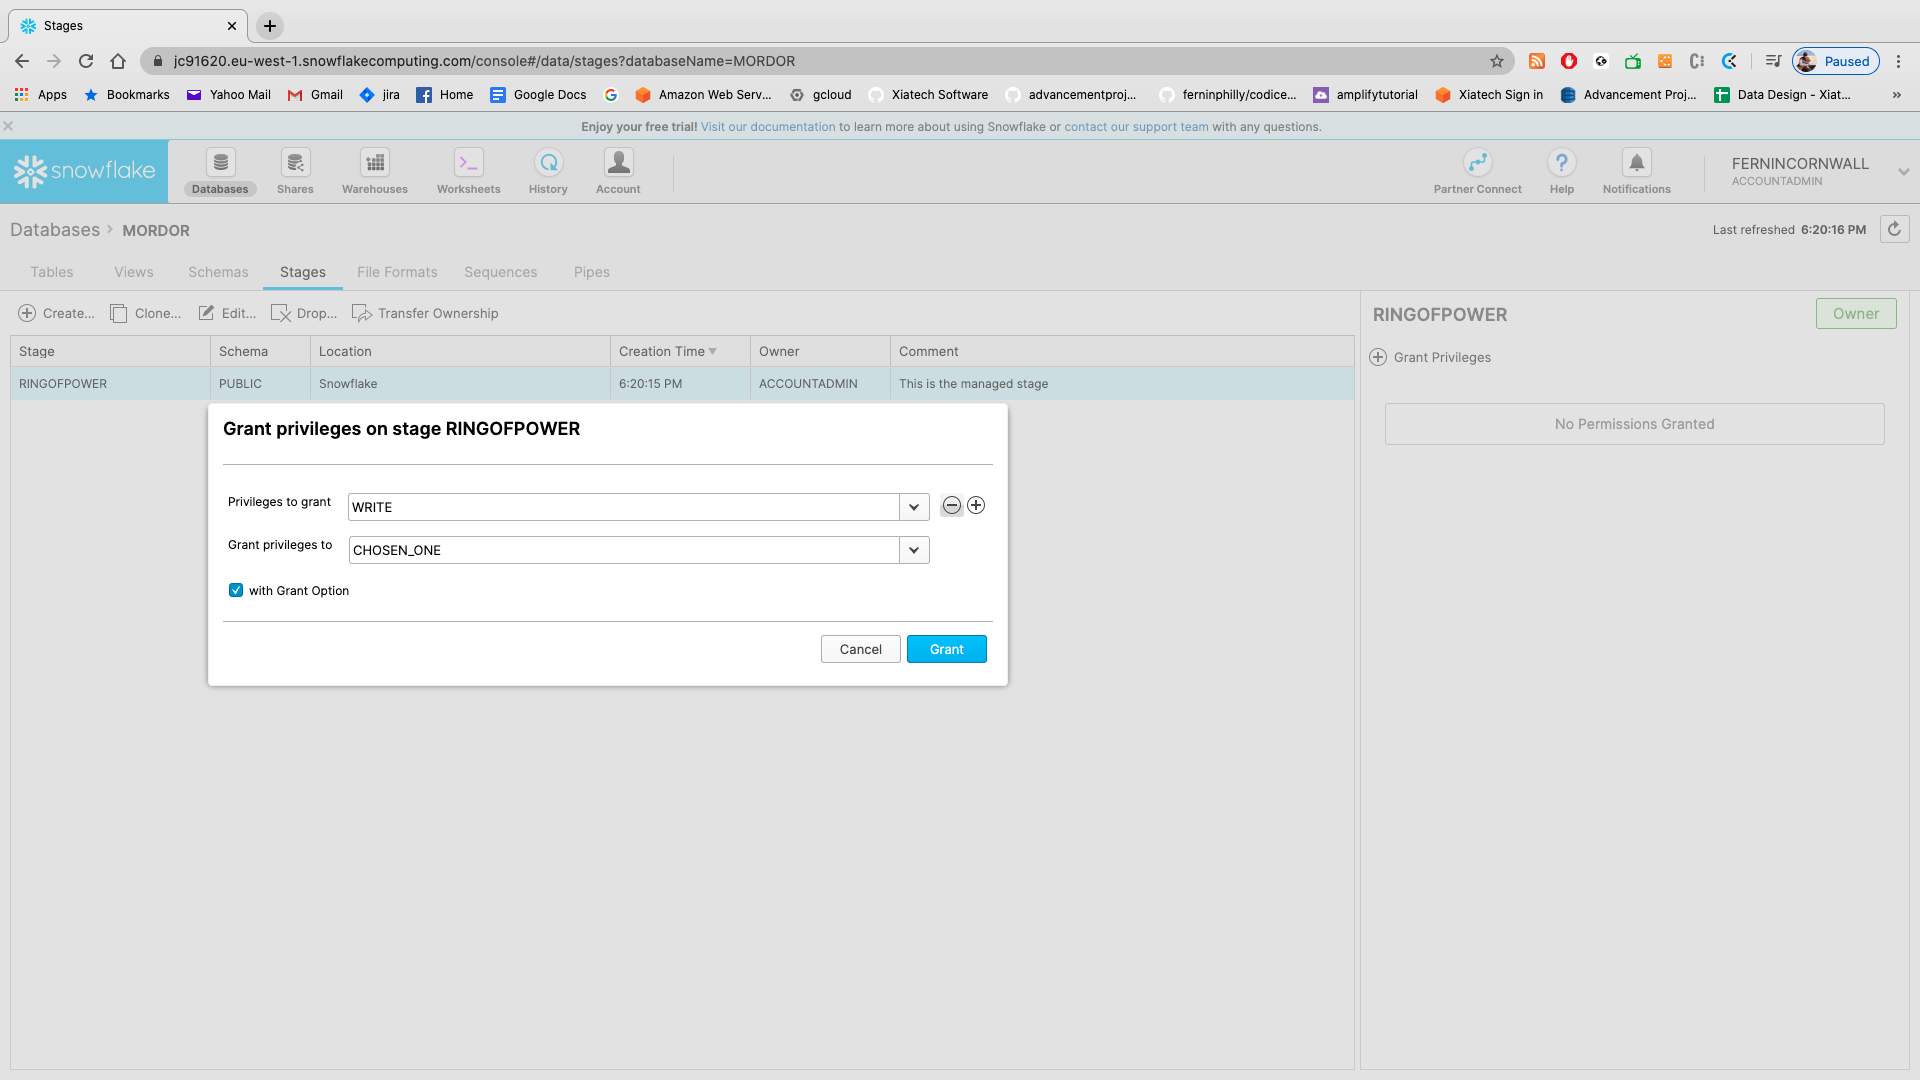 Stages
jc91620.eu-west-1.snowflakecomputing.com/console#/data/stages?databaseName=MORDOR
Paused
Apps Bookmarks Yahoo Mail Gmail jira Home Google Docs Amazon Web Serv... gcloud Xiatech Software advancementproj... ferninphilly/codice... amplifytutorial Xiatech Sign in Advancement Proj... Data Design - Xiat... »
Enjoy your free trial! Visit our documentation to learn more about using Snowflake or contact our support team with any questions.
snowflake
Databases Shares Warehouses Worksheets History Account Partner Connect Help Notifications
FERNINCORNWALL
ACCOUNTADMIN
Databases > MORDOR
Last refreshed 6:20:16 PM
Tables Views Schemas Stages File Formats Sequences Pipes
Create... Clone... Edit... Drop... Transfer Ownership
Stage Schema Location Creation Time Owner Comment
RINGOFPOWER PUBLIC Snowflake 6:20:15 PM ACCOUNTADMIN This is the managed stage
RINGOFPOWER Owner
Grant Privileges
No Permissions Granted
Grant privileges on stage RINGOFPOWER
Privileges to grant WRITE
Grant privileges to CHOSEN_ONE
with Grant Option
Cancel Grant